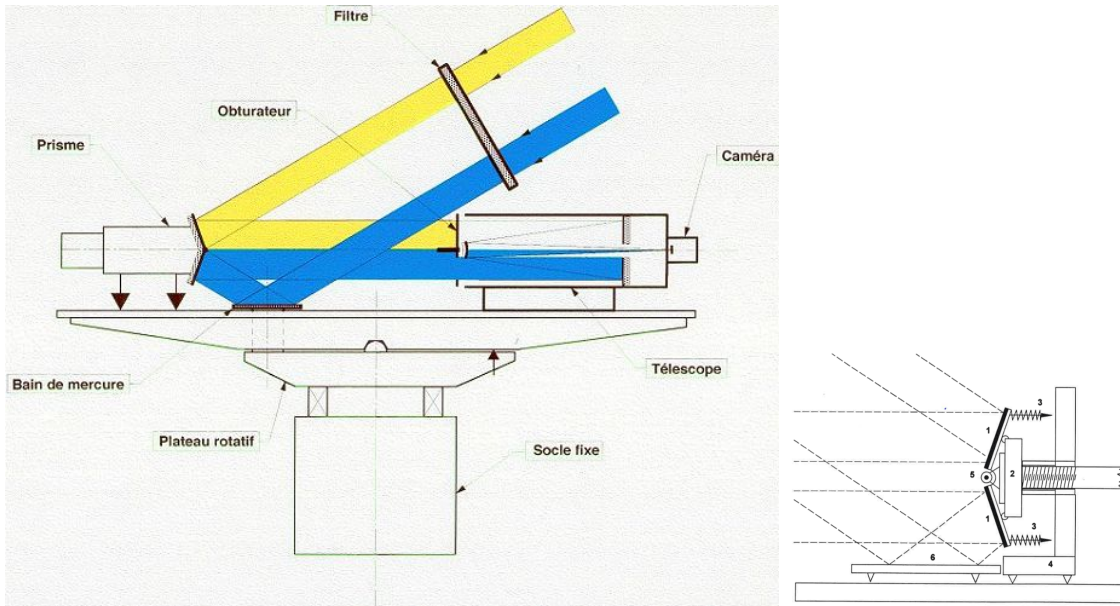 Filtre
Obturateur
Prisme
Caméra
Bain de mercure
Télescope
Plateau rotatif
Socle fixe
3
1
5
2
1
3
6
4